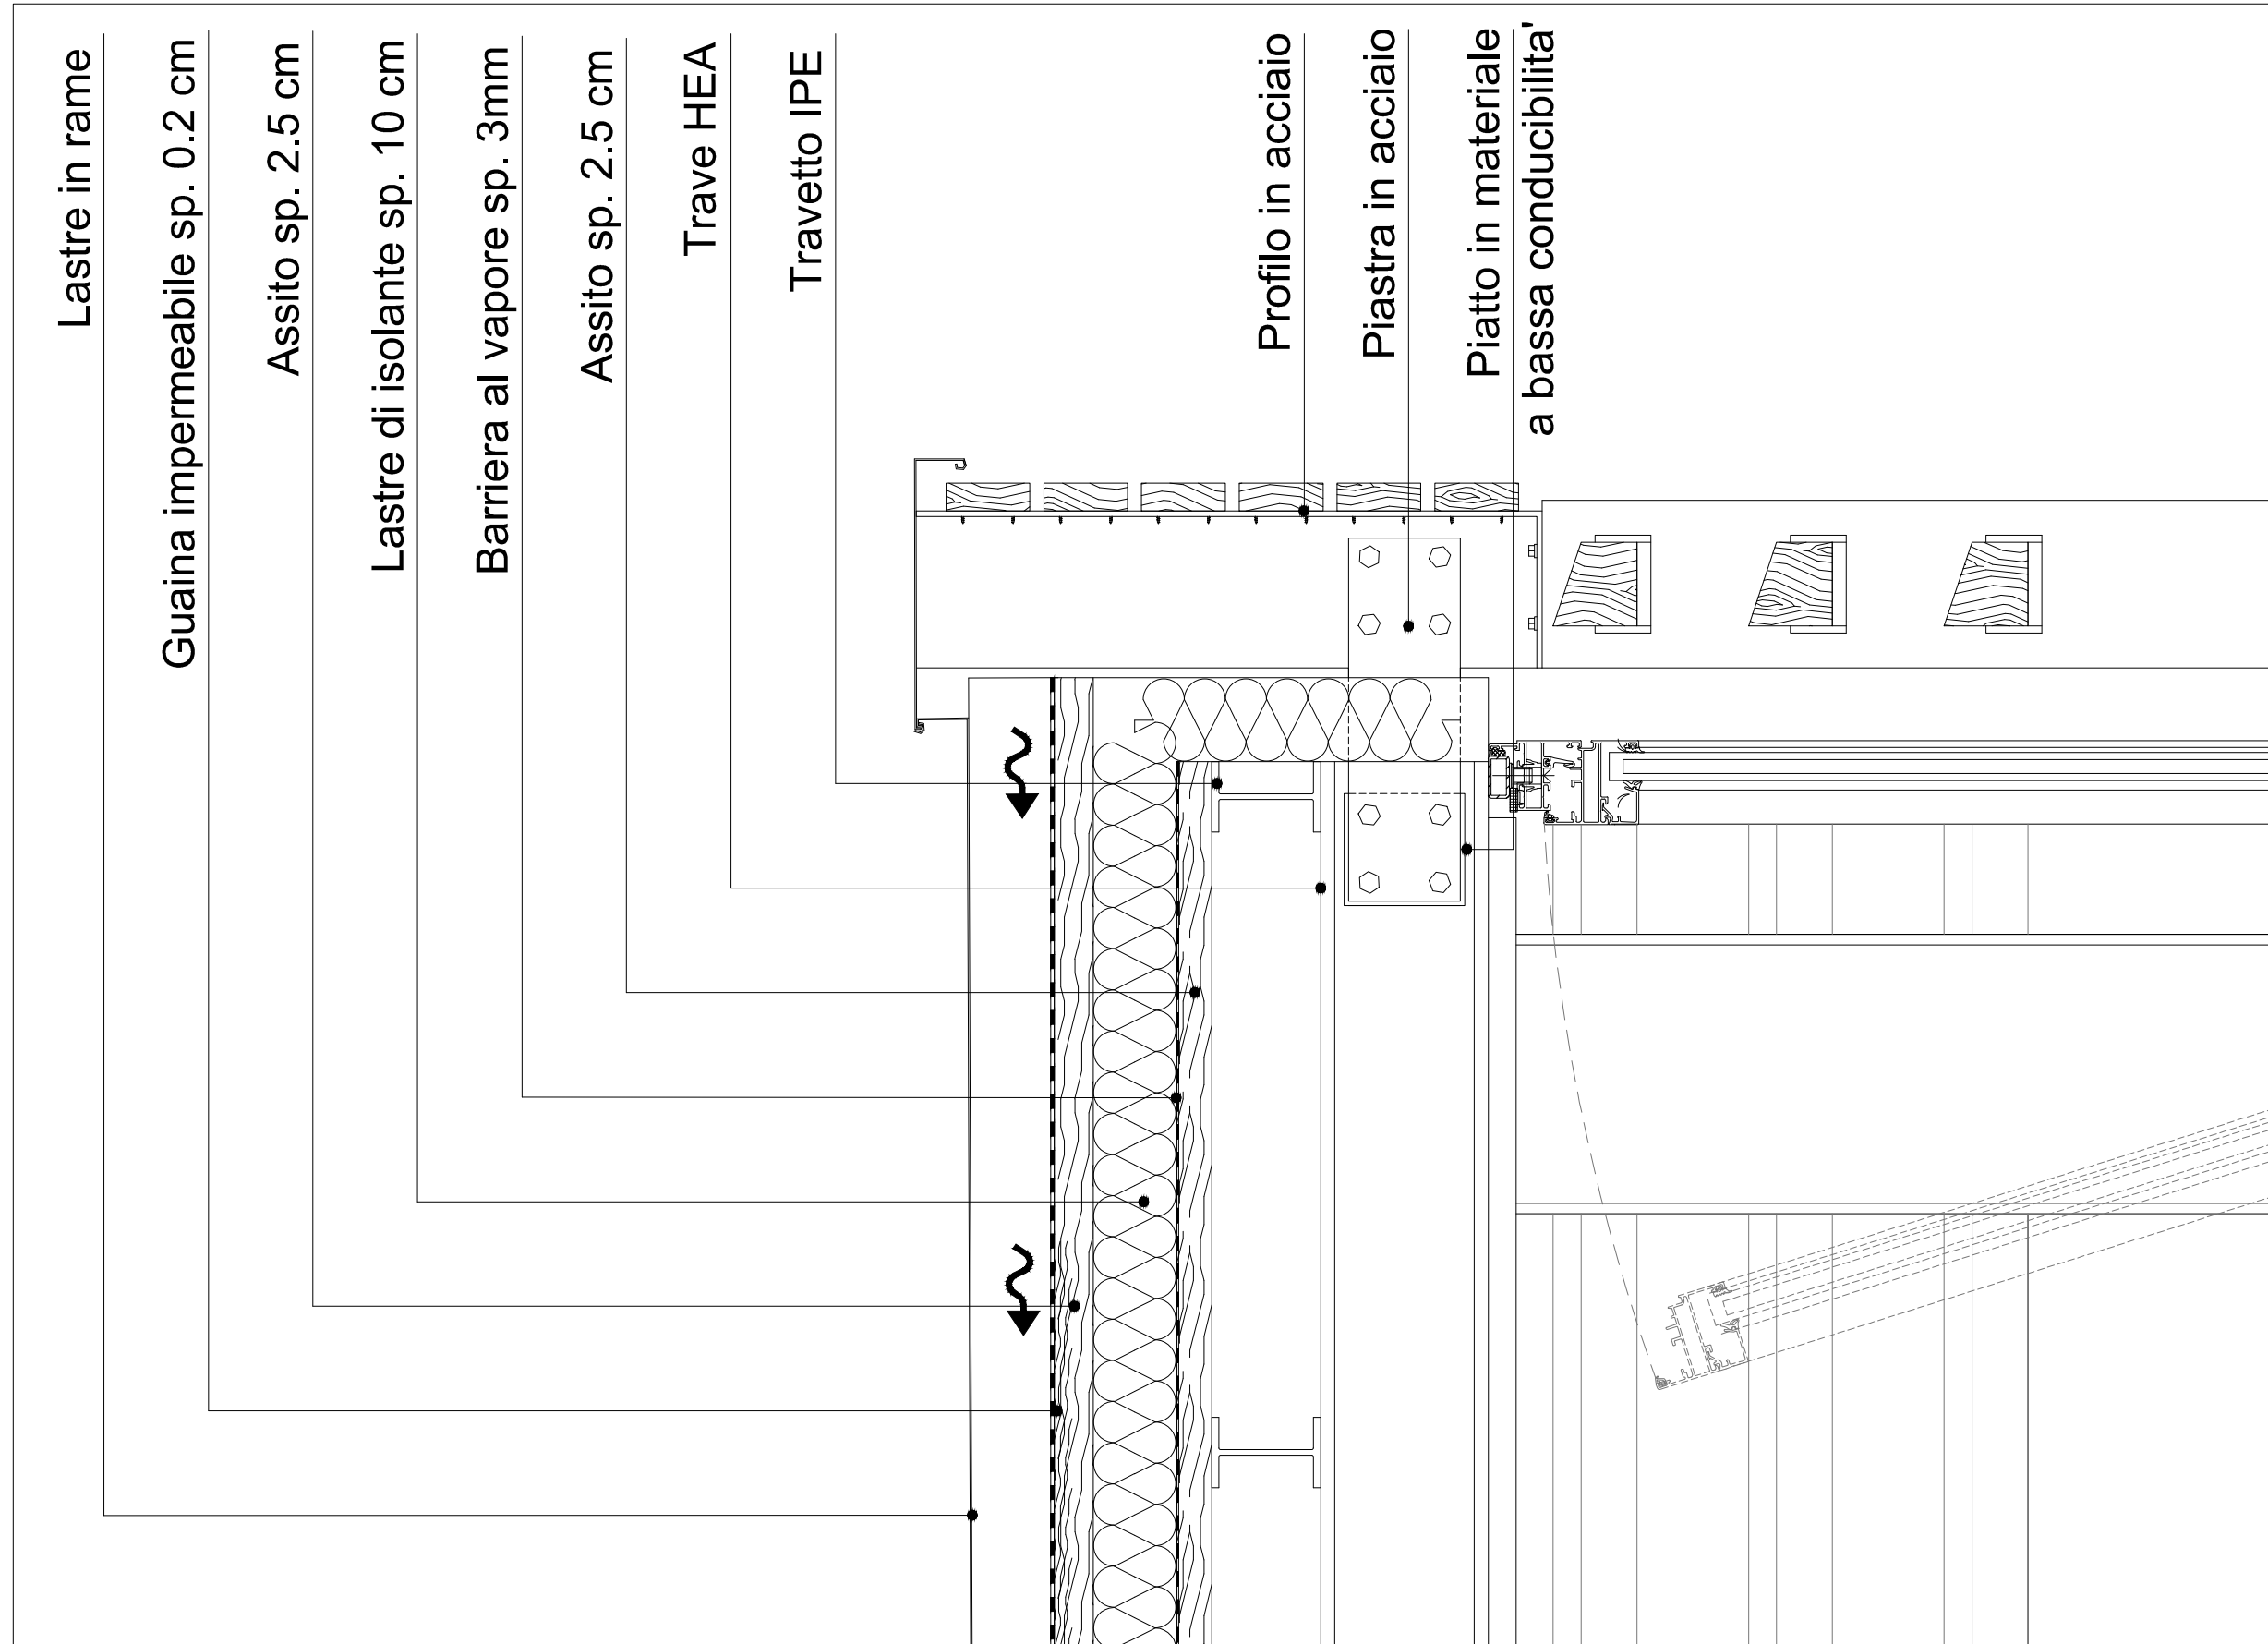 Lastre in rame
Guaina impermeabile sp. 0.2 cm
Assito sp. 2.5 cm
Lastre di isolante sp. 10 cm
Barriera al vapore sp. 3mm
Assito sp. 2.5 cm
Trave HEA
Travetto IPE
Profilo in acciaio
Piastra in acciaio
Piatto in materiale
a bassa conducibilita'